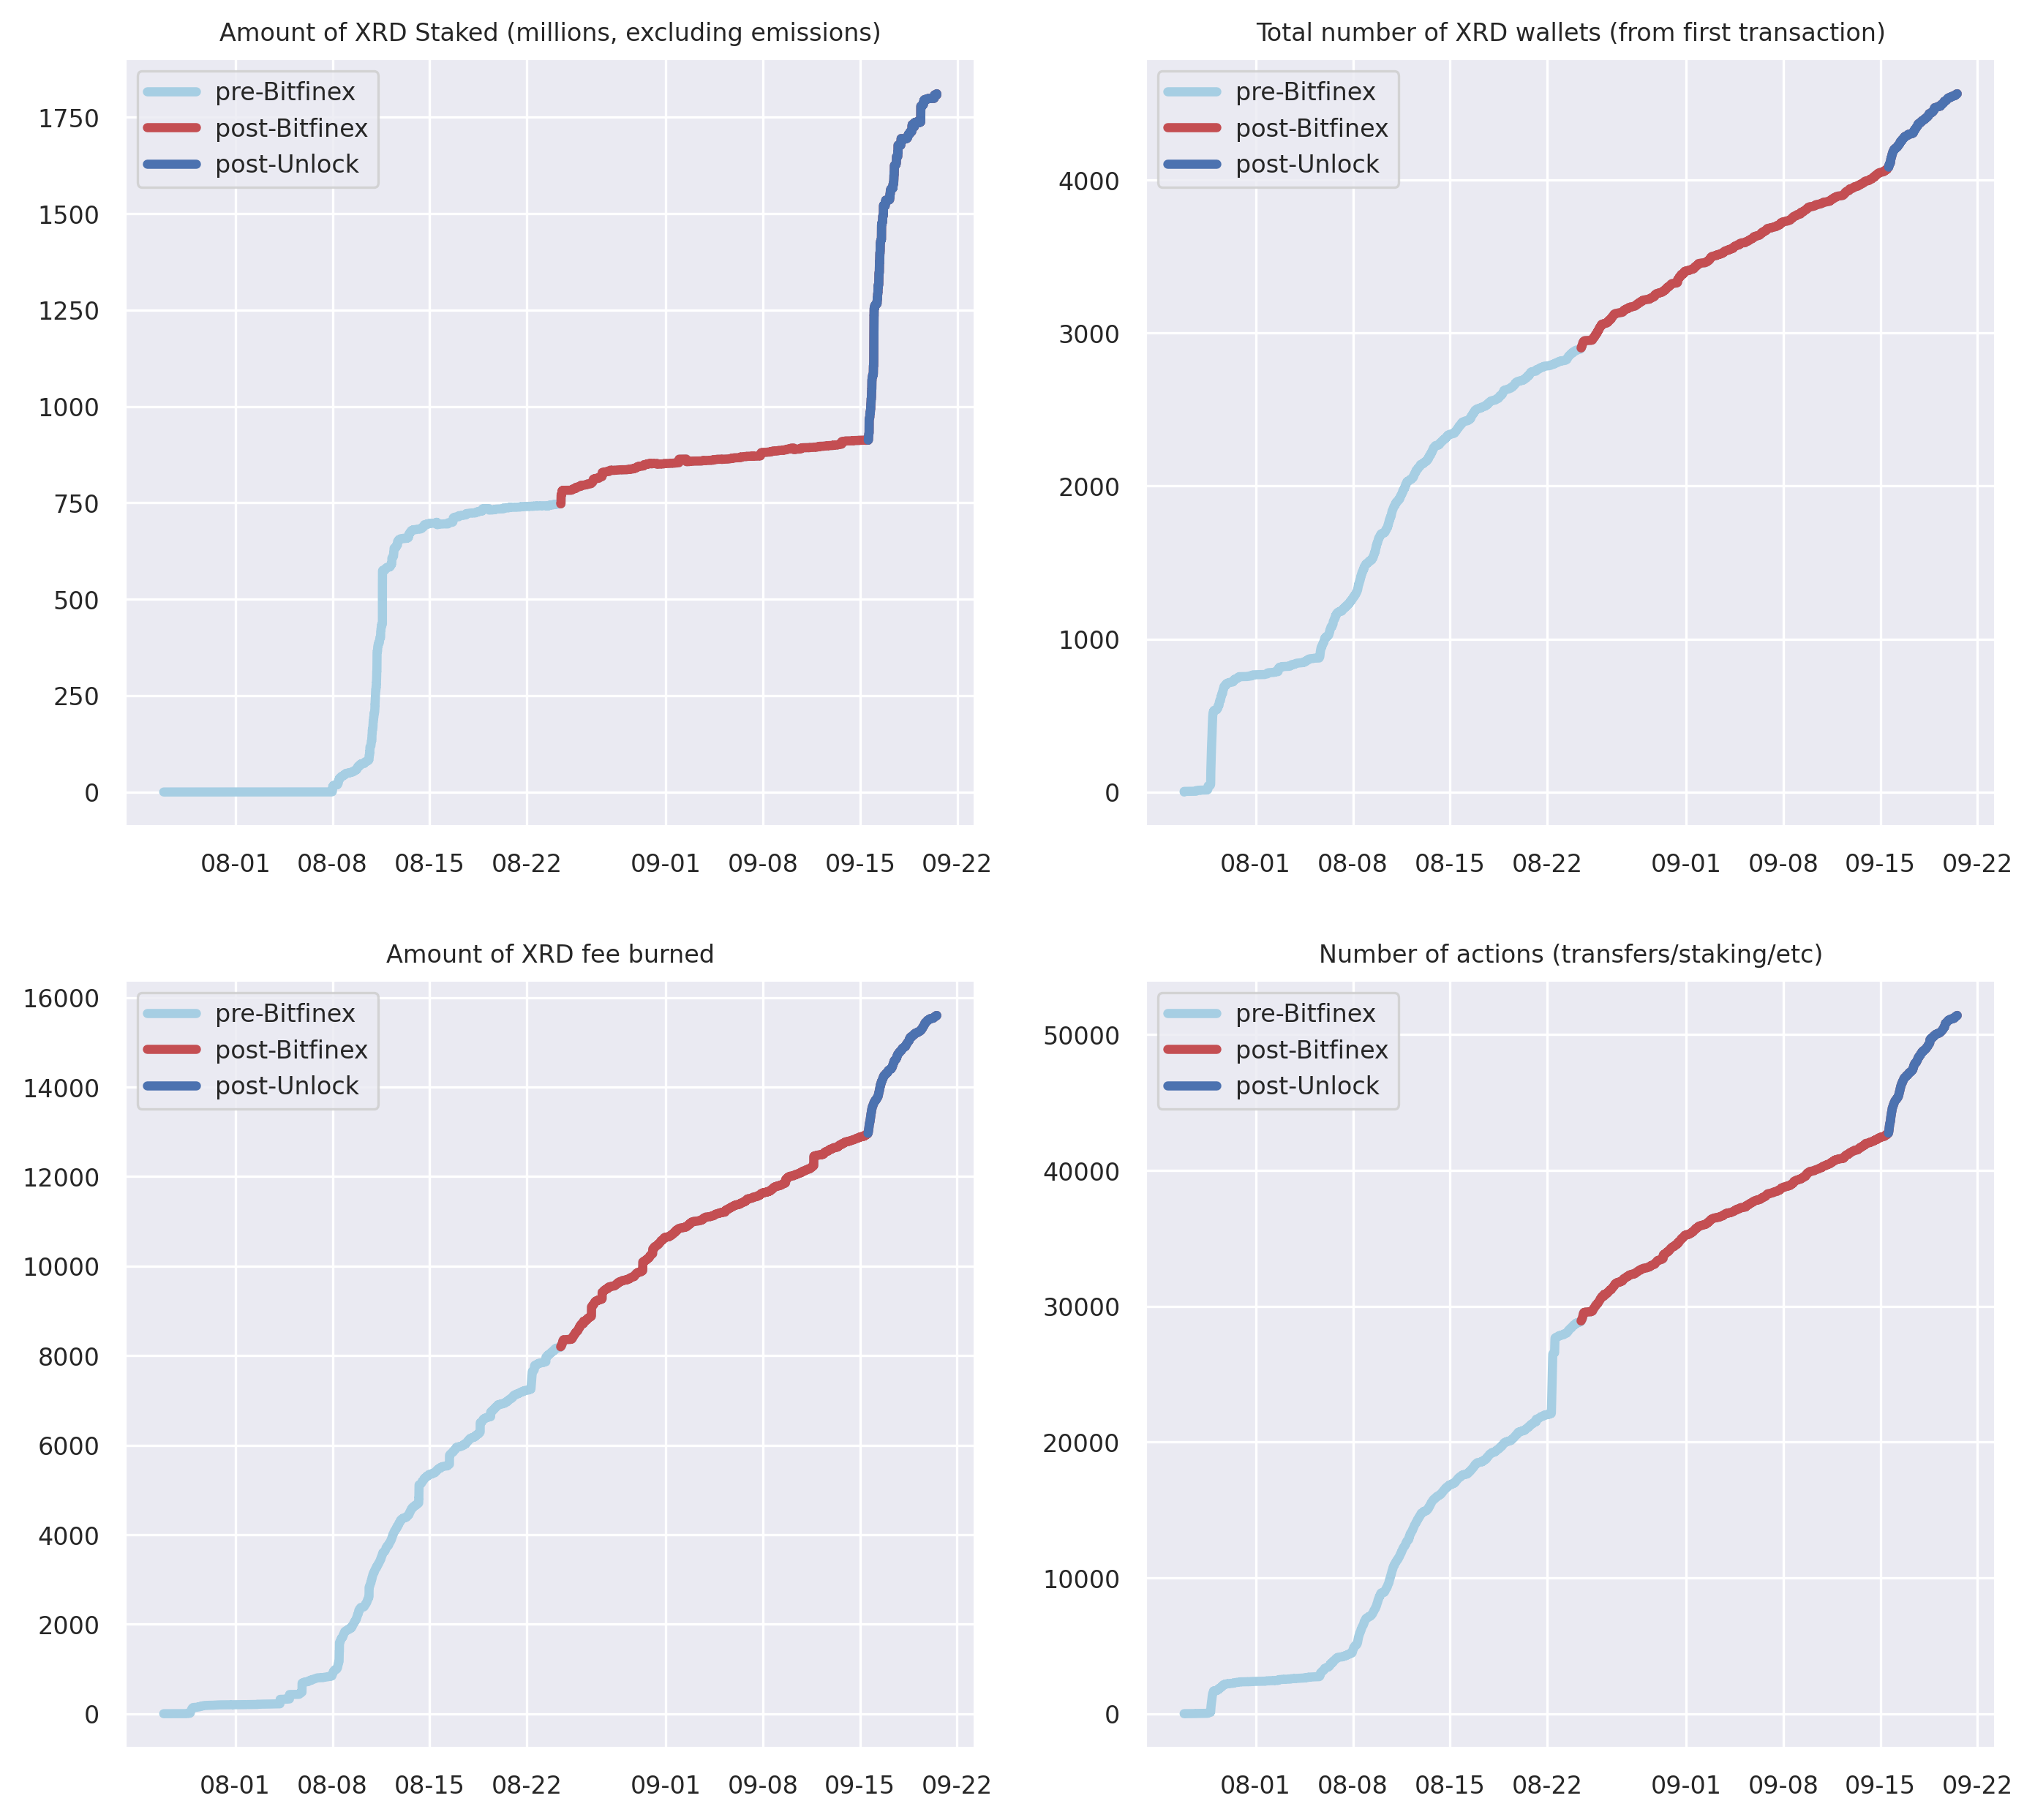 Amount of XRD Staked (millions, excluding emissions)
pre-Bitfinex
post-Bitfinex
post-Unlock
1750
1500
1250
1000
750
500
250
0
08-01 08-08 08-15 08-22 09-01 09-08 09-15 09-22
Total number of XRD wallets (from first transaction)
pre-Bitfinex
post-Bitfinex
post-Unlock
4000
3000
2000
1000
0
08-01 08-08 08-15 08-22 09-01 09-08 09-15 09-22
Amount of XRD fee burned
16000
pre-Bitfinex
post-Bitfinex
post-Unlock
14000
12000
10000
8000
6000
4000
2000
0
08-01 08-08 08-15 08-22 09-01 09-08 09-15 09-22
Number of actions (transfers/staking/etc)
pre-Bitfinex
50000
post-Bitfinex
post-Unlock
40000
30000
20000
10000
0
08-01 08-08 08-15 08-22 09-01 09-08 09-15 09-22